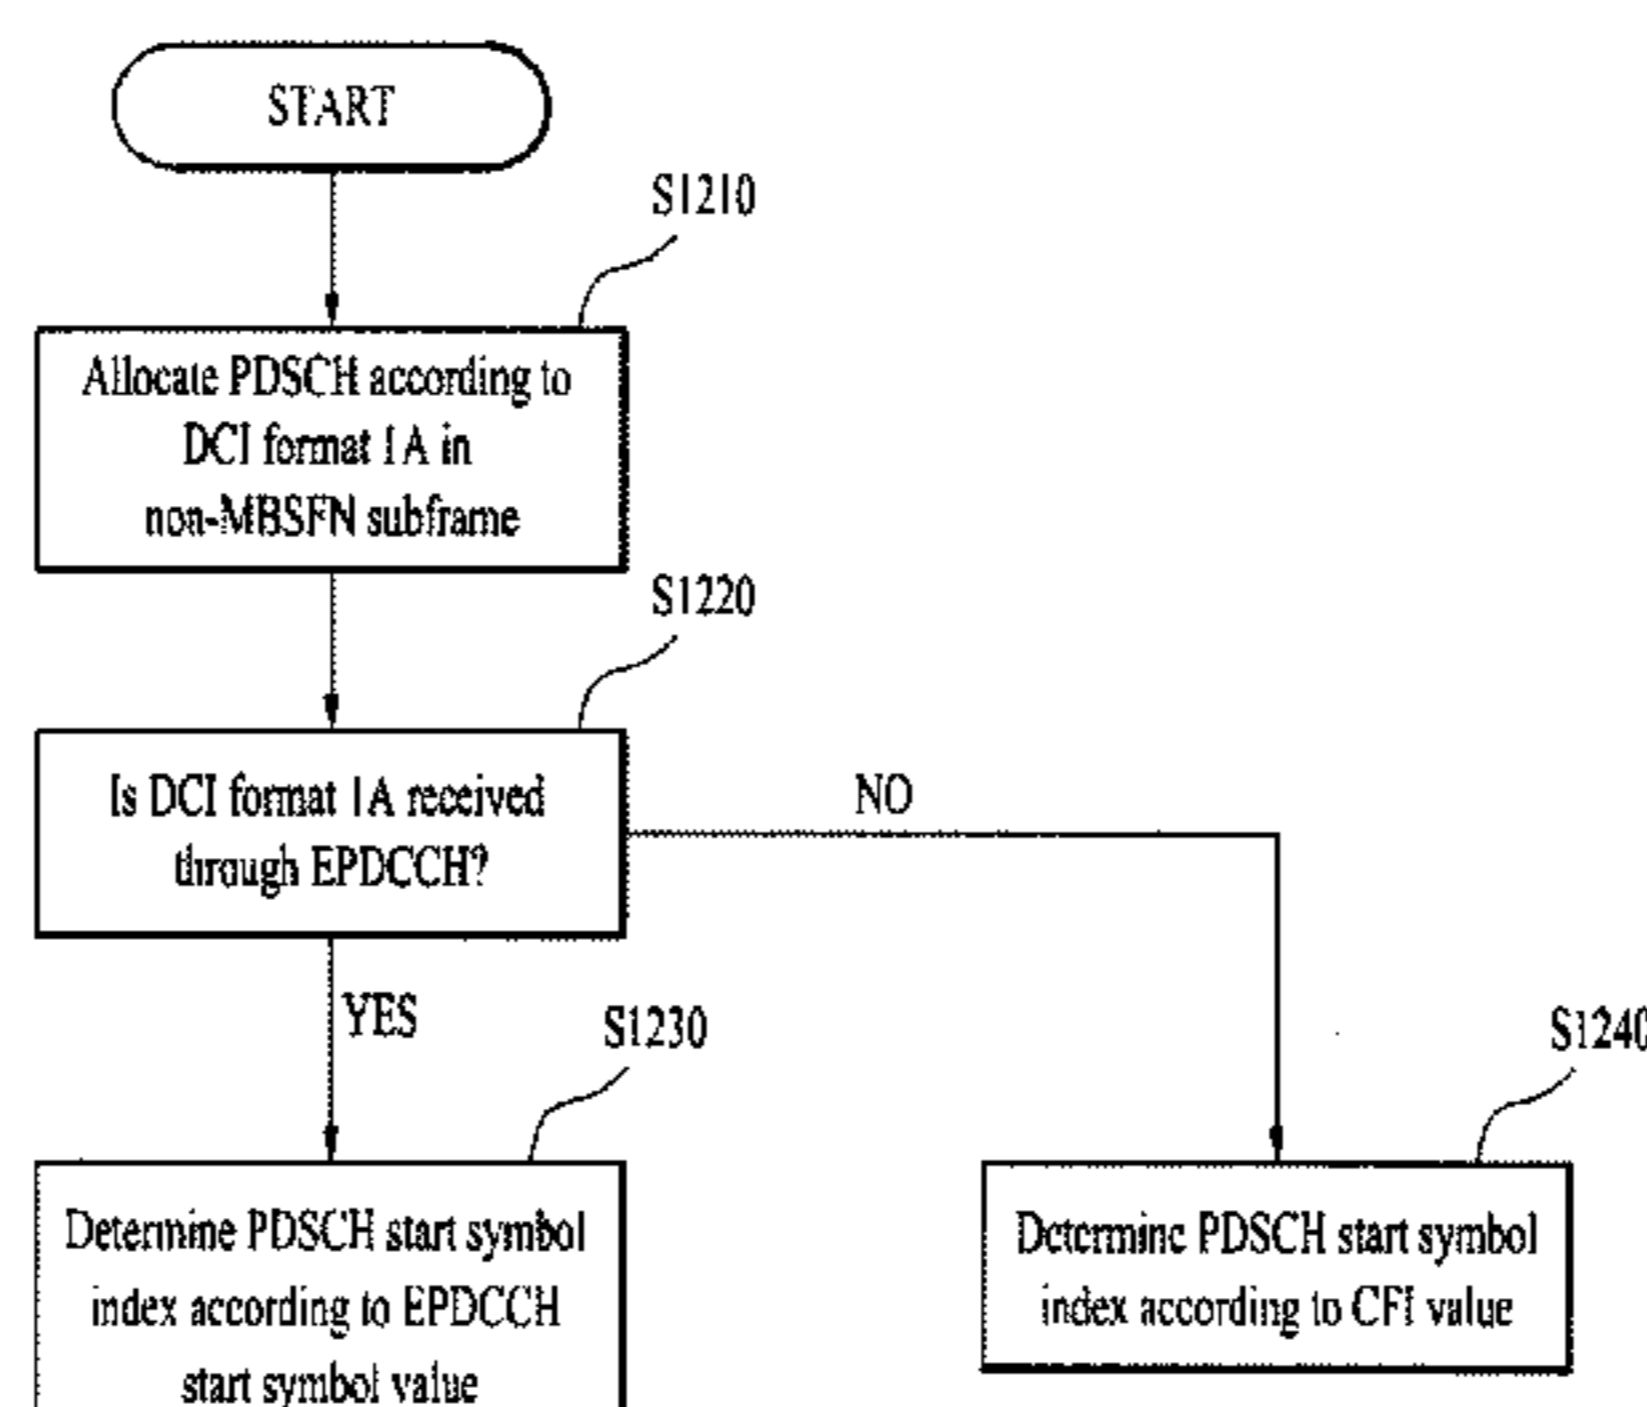 START
S1210
Allocate PDSCH according to
DCI format 1A in
non-MBSFN subframe
S1220
Is DCI format 1A received
through EPDCCH?
NO
YES
S1230
S1240
Determine PDSCH start symbol
index according to EPDCCH
start symbol value
Determine PDSCH start symbol
index according to CFI value